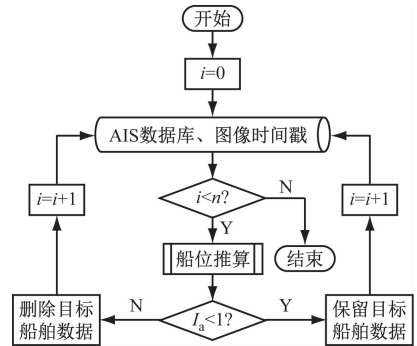 开始
i=0
AIS数据库、图像时间戳
i=i+1
i<n?
N
i=i+1
Y
船位推算
结束
删除目标
船舶数据
N
Iₐ<1?
Y
保留目标
船舶数据